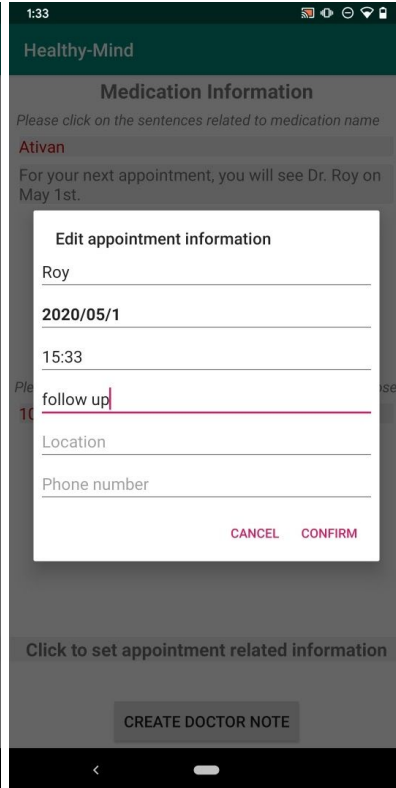 1:33
Healthy-Mind
Medication Information
Please click on the sentences related to medication name
Ativan
For your next appointment, you will see Dr. Roy on
May 1st.
Edit appointment information
Roy
2020/05/1
15:33
follow up
Location
Phone number
CANCEL CONFIRM
Click to set appointment related information
CREATE DOCTOR NOTE